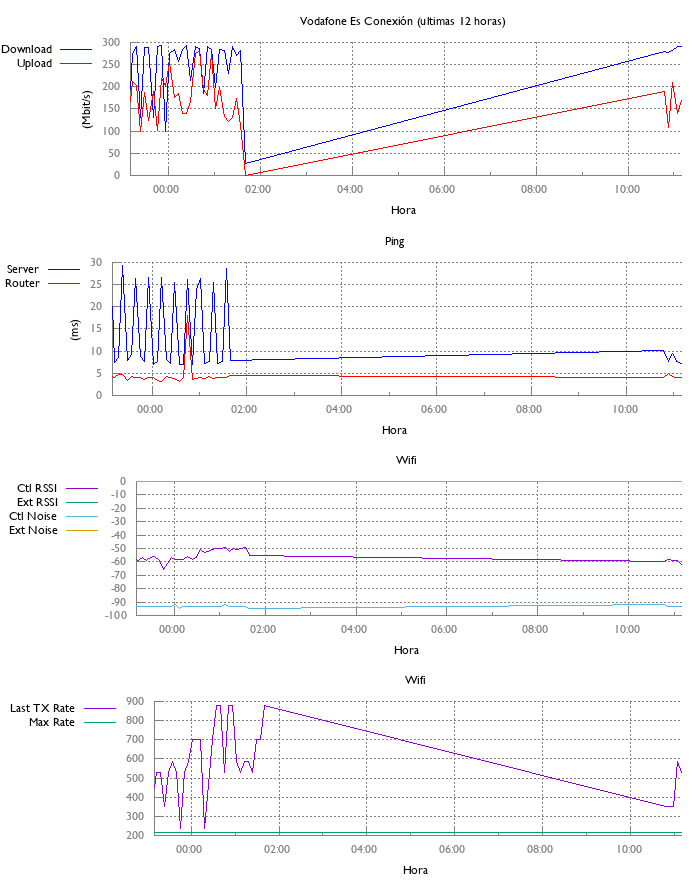 Vodafone Es Conexión (ultimas 12 horas)
Download
Upload
300
250
200
150
100
50
0
(Mbit/s)
00:00 02:00 04:00 06:00 08:00 10:00
Hora
Ping
Server
Router
30
25
20
15
10
5
0
(ms)
00:00 02:00 04:00 06:00 08:00 10:00
Hora
Wifi
Ctl RSSI
Ext RSSI
Ctl Noise
Ext Noise
0
-10
-20
-30
-40
-50
-60
-70
-80
-90
-100
00:00 02:00 04:00 06:00 08:00 10:00
Hora
Wifi
Last TX Rate
Max Rate
900
800
700
600
500
400
300
200
00:00 02:00 04:00 06:00 08:00 10:00
Hora